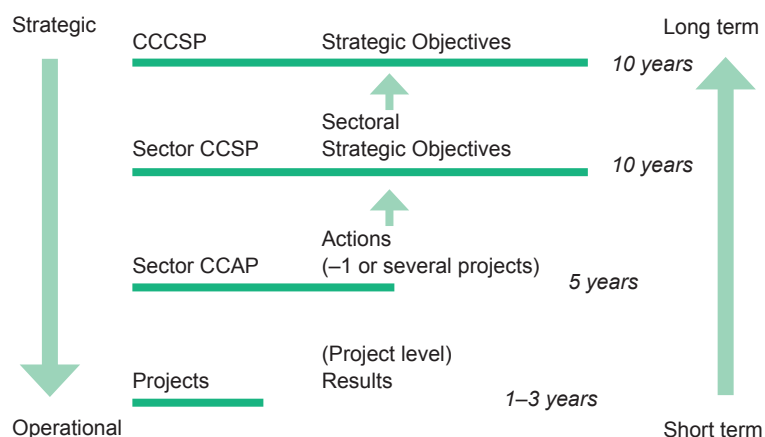 Strategic
Long term
CCCSP Strategic Objectives
10 years
Sectoral
Sector CCSP Strategic Objectives
10 years
Actions
Sector CCAP (–1 or several projects)
5 years
(Project level)
Projects Results
1–3 years
Operational
Short term